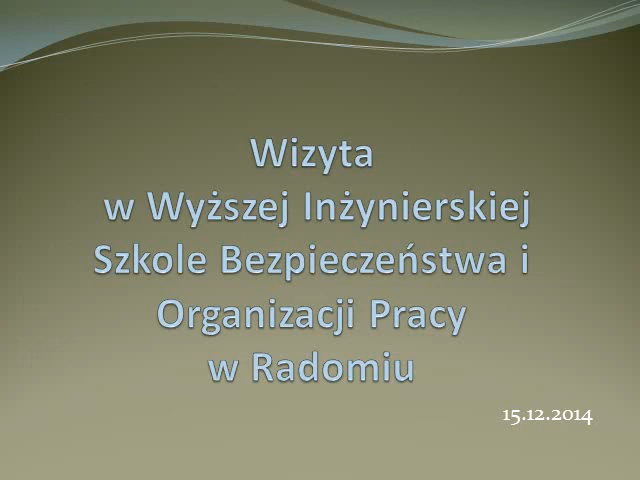 Wizyta
w Wyższej Inżynierskiej
Szkole Bezpieczeństwa i
Organizacji Pracy
w Radomiu
15.12.2014